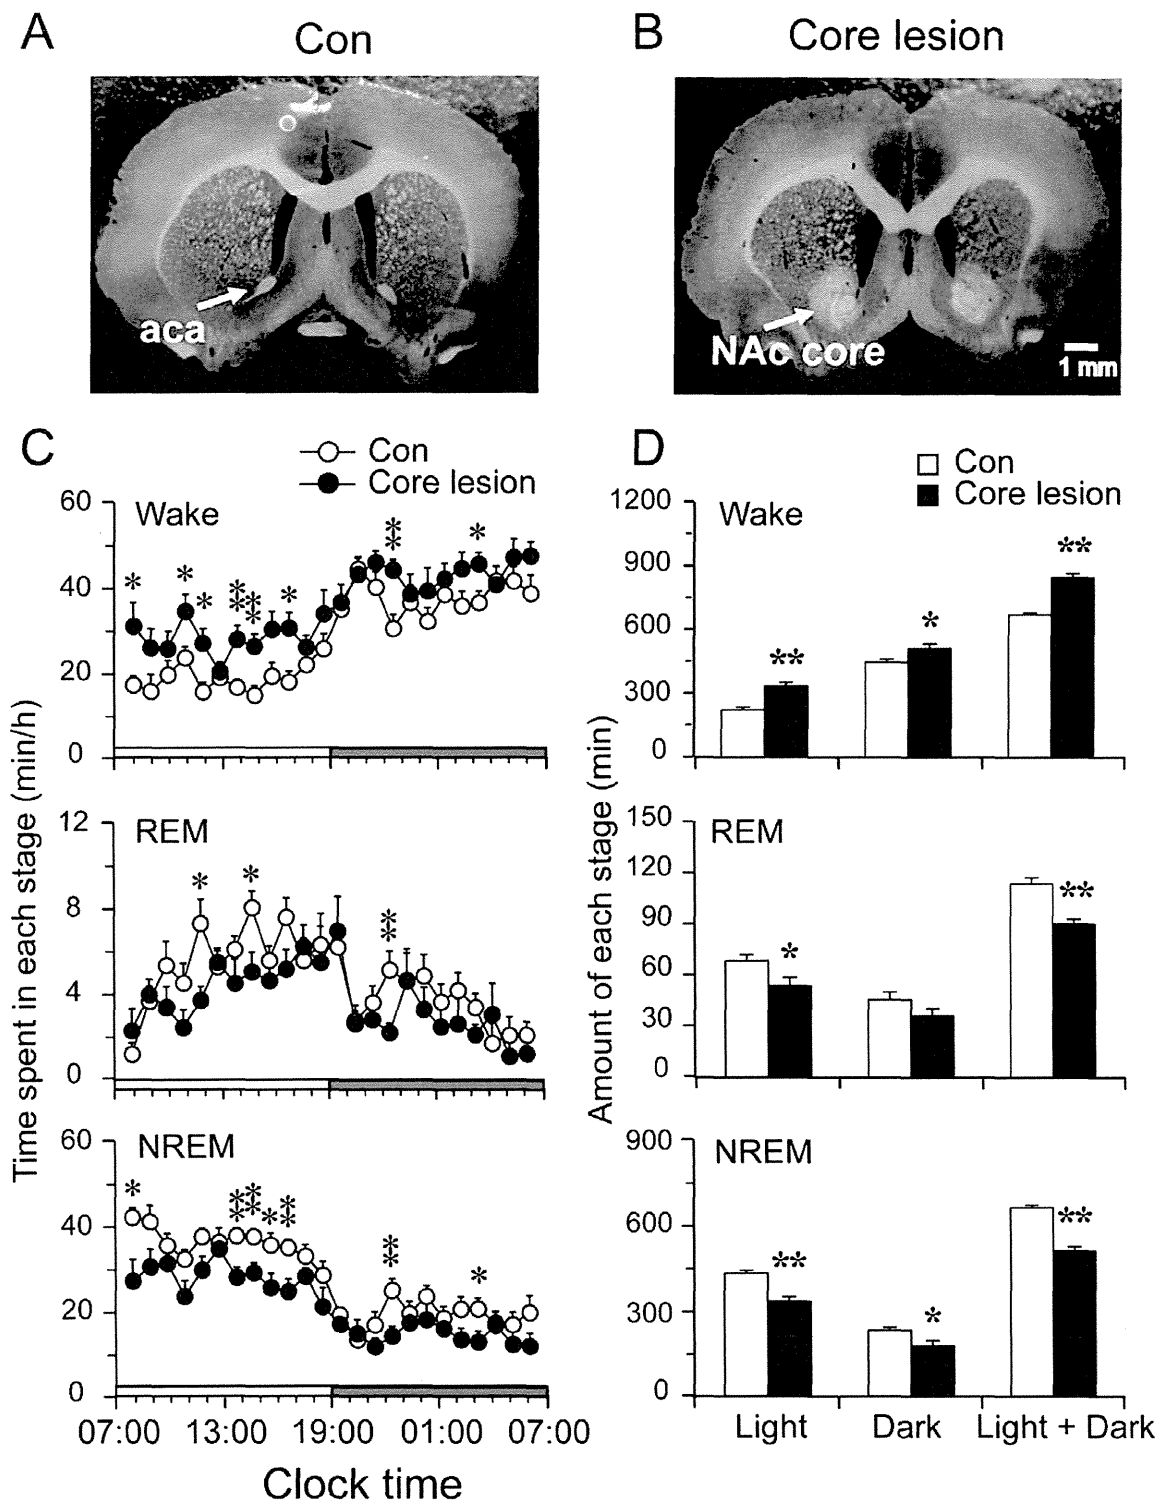 A
Con
B
Core lesion
aca
NAc core
1 mm
C
Con
Core lesion
D
Con
Core lesion
Time spent in each stage (min/h)
Wake
60
40
20
0
*
*
*
**
**
*
**
*
REM
12
8
4
0
*
*
**
NREM
60
40
20
0
*
**
**
*
**
**
*
07:00 13:00 19:00 01:00 07:00
Clock time
Amount of each stage (min)
Wake
1200
900
600
300
0
**
*
**
REM
150
120
90
60
30
0
*
**
NREM
900
600
300
0
**
*
**
Light Dark Light + Dark